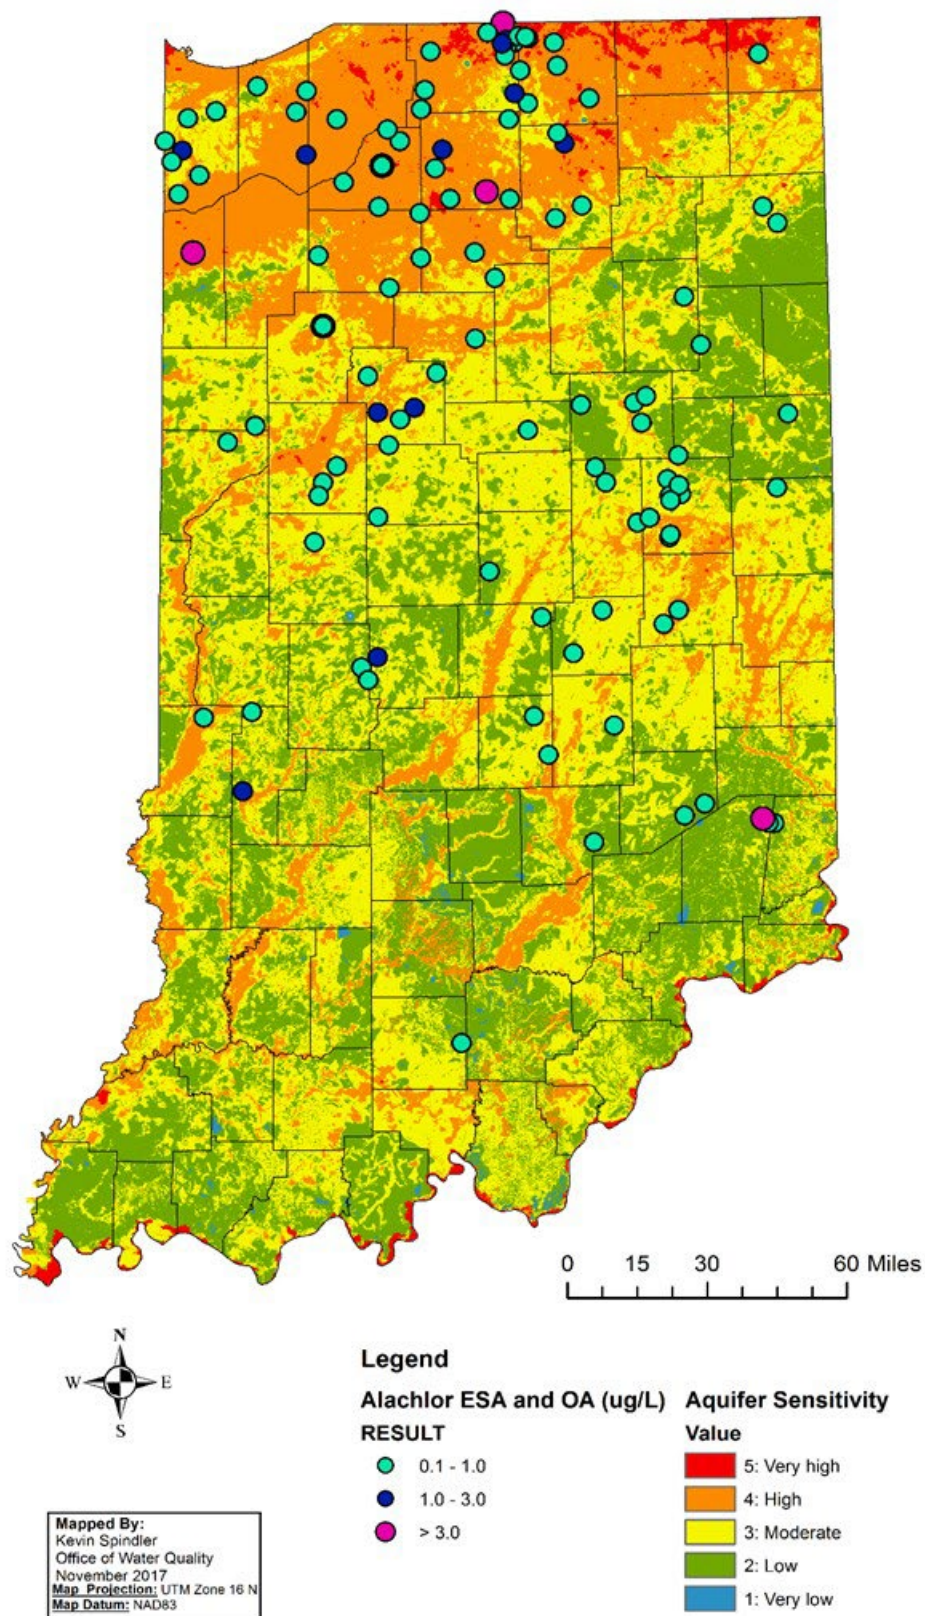 0 15 30 60 Miles
N
W E
S
Legend
Alachlor ESA and OA (ug/L)
RESULT
0.1 - 1.0
1.0 - 3.0
> 3.0
Aquifer Sensitivity
Value
5: Very high
4: High
3: Moderate
2: Low
1: Very low
Mapped By:
Kevin Spindler
Office of Water Quality
November 2017
Map Projection: UTM Zone 16 N
Map Datum: NAD83